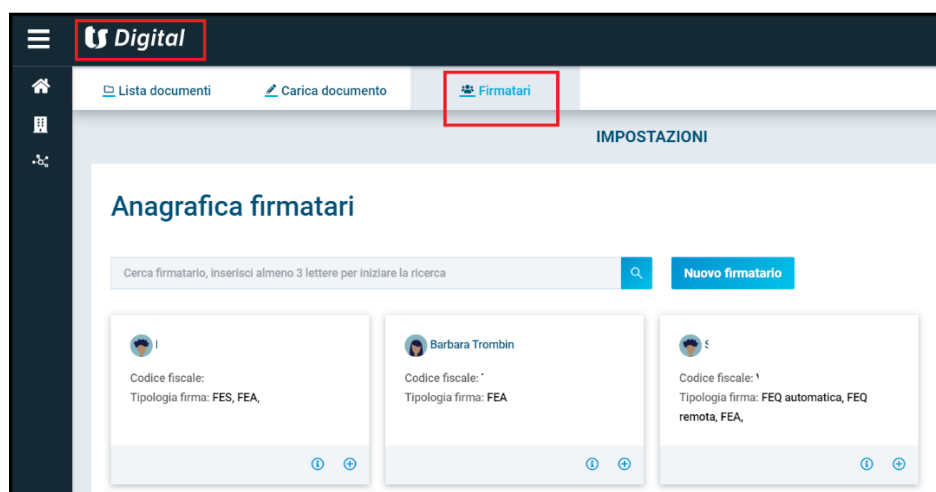 TS Digital
Lista documenti
Carica documento
Firmatari
IMPOSTAZIONI
Anagrafica firmatari
Cerca firmatario, inserisci almeno 3 lettere per iniziare la ricerca
Nuovo firmatario
Codice fiscale:
Tipologia firma: FES, FEA,
Barbara Trombin
Codice fiscale:
Tipologia firma: FEA
Codice fiscale:
Tipologia firma: FEQ automatica, FEQ
remota, FEA,